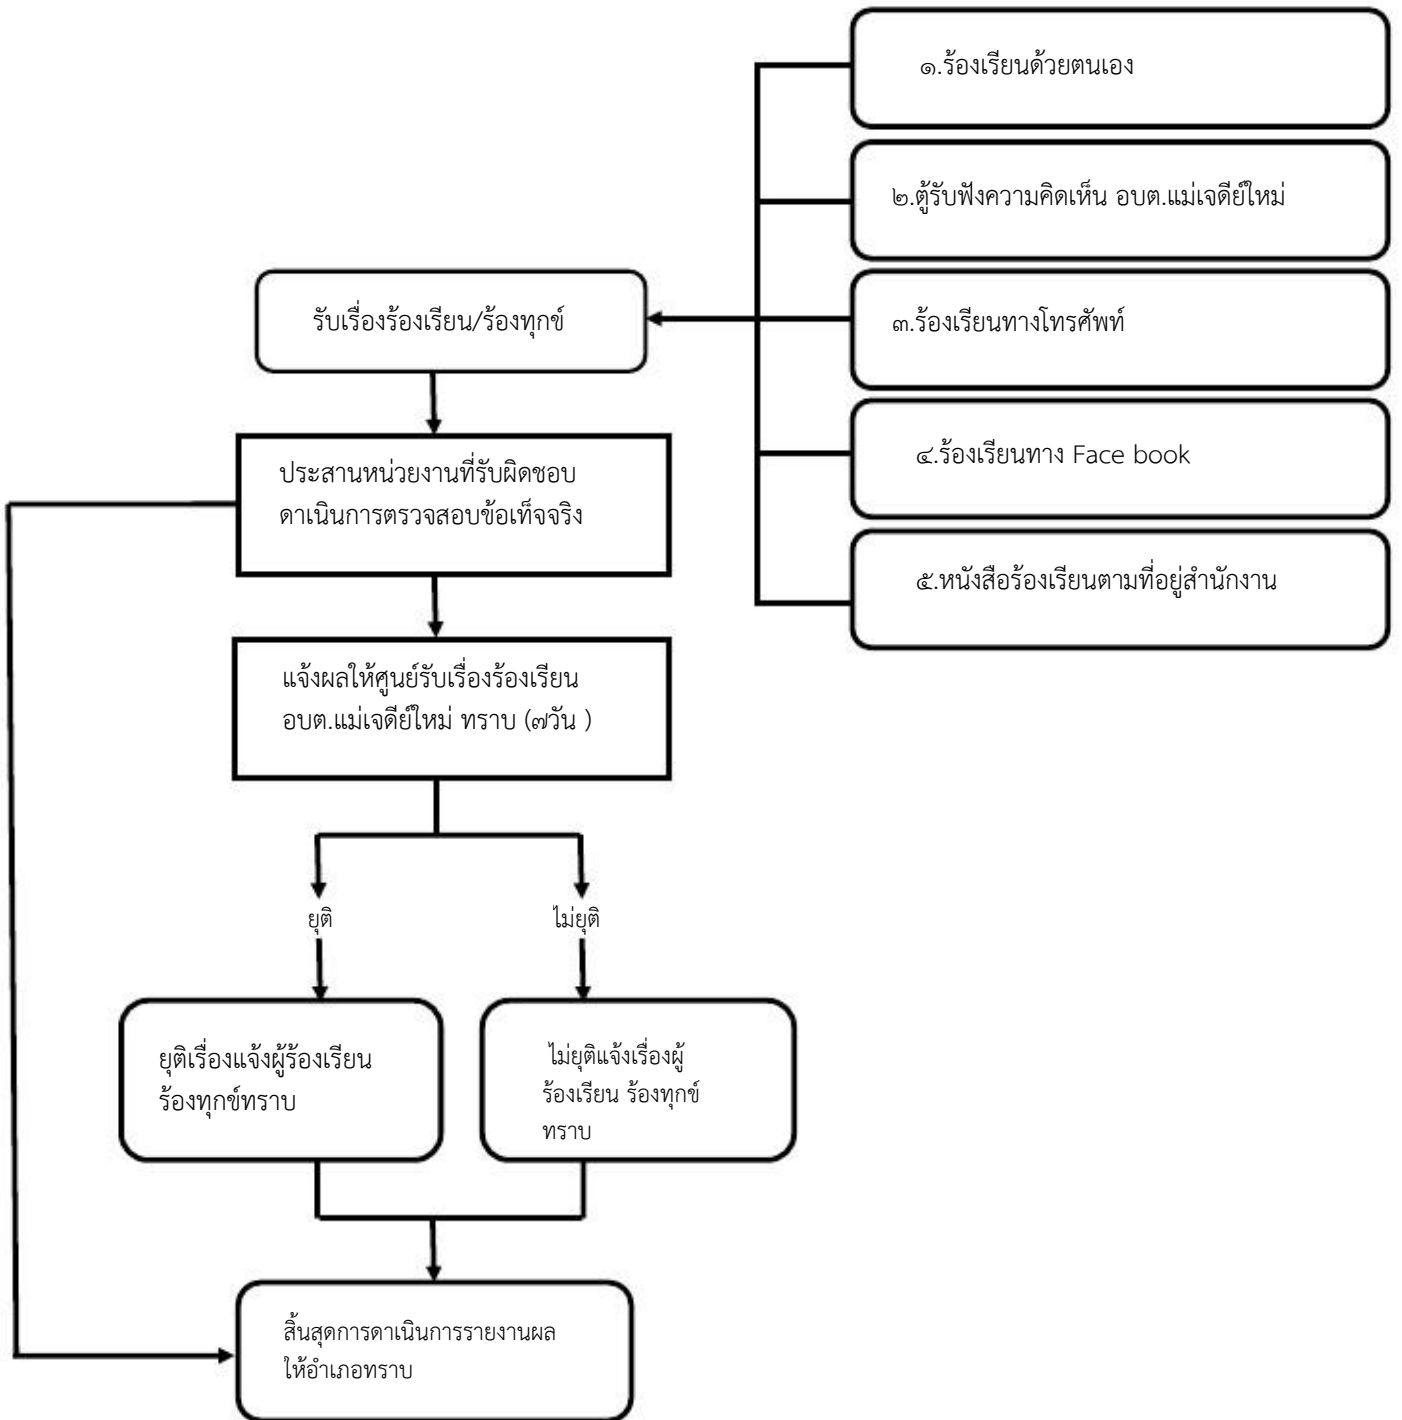 ๑.ร้องเรียนด้วยตนเอง
๒.ตู้รับฟังความคิดเห็น อบต.แม่เจดีย์ใหม่
รับเรื่องร้องเรียน/ร้องทุกข์
๓.ร้องเรียนทางโทรศัพท์
๔.ร้องเรียนทาง Face book
ประสานหน่วยงานที่รับผิดชอบ
ดาเนินการตรวจสอบข้อเท็จจริง
๕.หนังสือร้องเรียนตามที่อยู่สำนักงาน
แจ้งผลให้ศูนย์รับเรื่องร้องเรียน
อบต.แม่เจดีย์ใหม่ ทราบ (๗วัน )
ยุติ
ไม่ยุติ
ยุติเรื่องแจ้งผู้ร้องเรียน
ร้องทุกข์ทราบ
ไม่ยุติแจ้งเรื่องผู้
ร้องเรียน ร้องทุกข์
ทราบ
สิ้นสุดการดาเนินการรายงานผล
ให้อำเภอทราบ